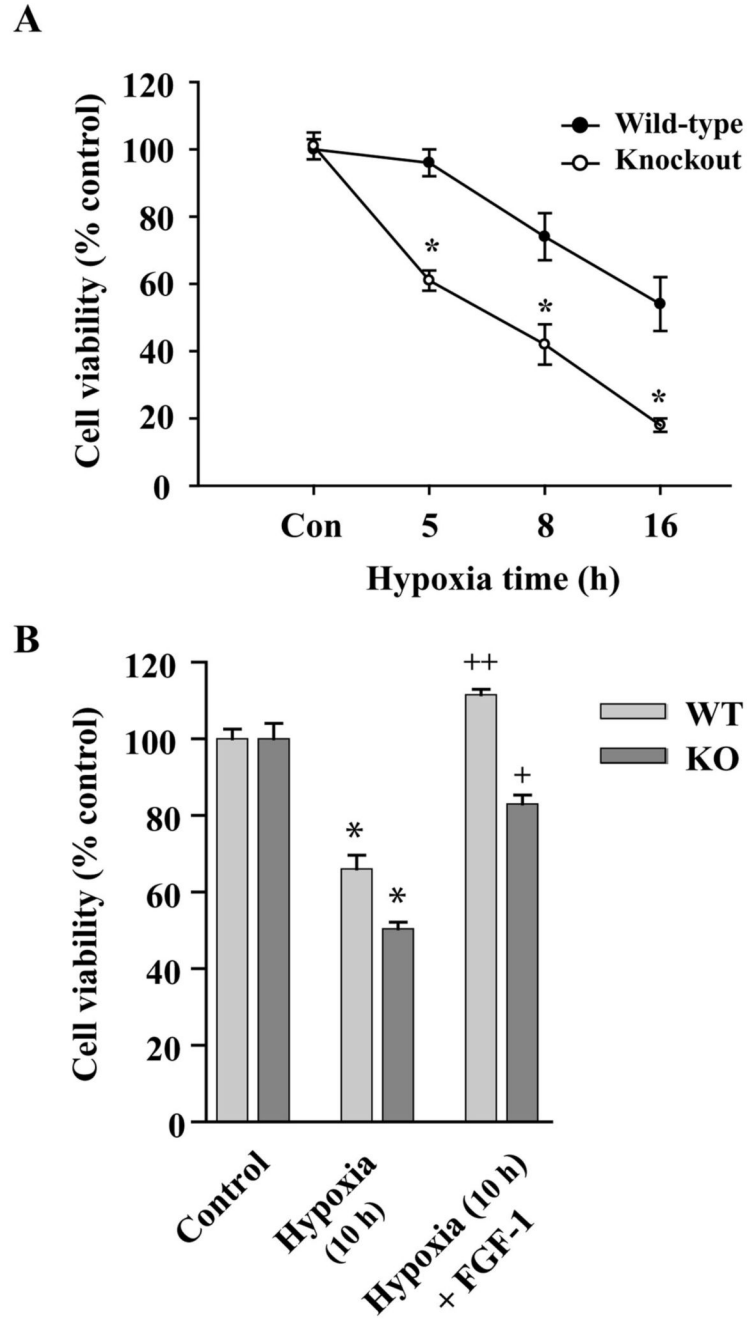 A
120
100
80
60
40
20
0
Cell viability (% control)
Wild-type
Knockout
*
*
*
Con 5 8 16
Hypoxia time (h)
B
120
100
80
60
40
20
0
Cell viability (% control)
*
*
++
+
WT
KO
Control
Hypoxia
(10 h)
Hypoxia (10 h)
+ FGF-1